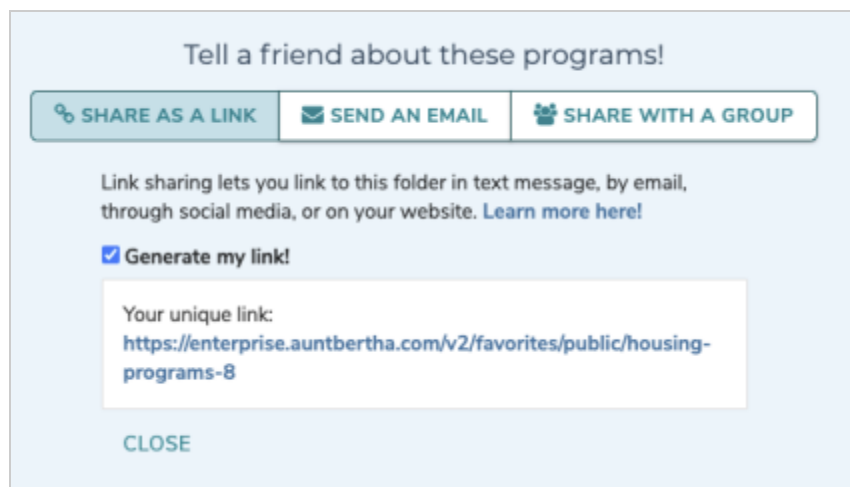 Tell a friend about these programs!
SHARE AS A LINK
SEND AN EMAIL
SHARE WITH A GROUP
Link sharing lets you link to this folder in text message, by email,
through social media, or on your website. Learn more here!
Generate my link!
Your unique link:
https://enterprise.auntbertha.com/v2/favorites/public/housing-
programs-8
CLOSE